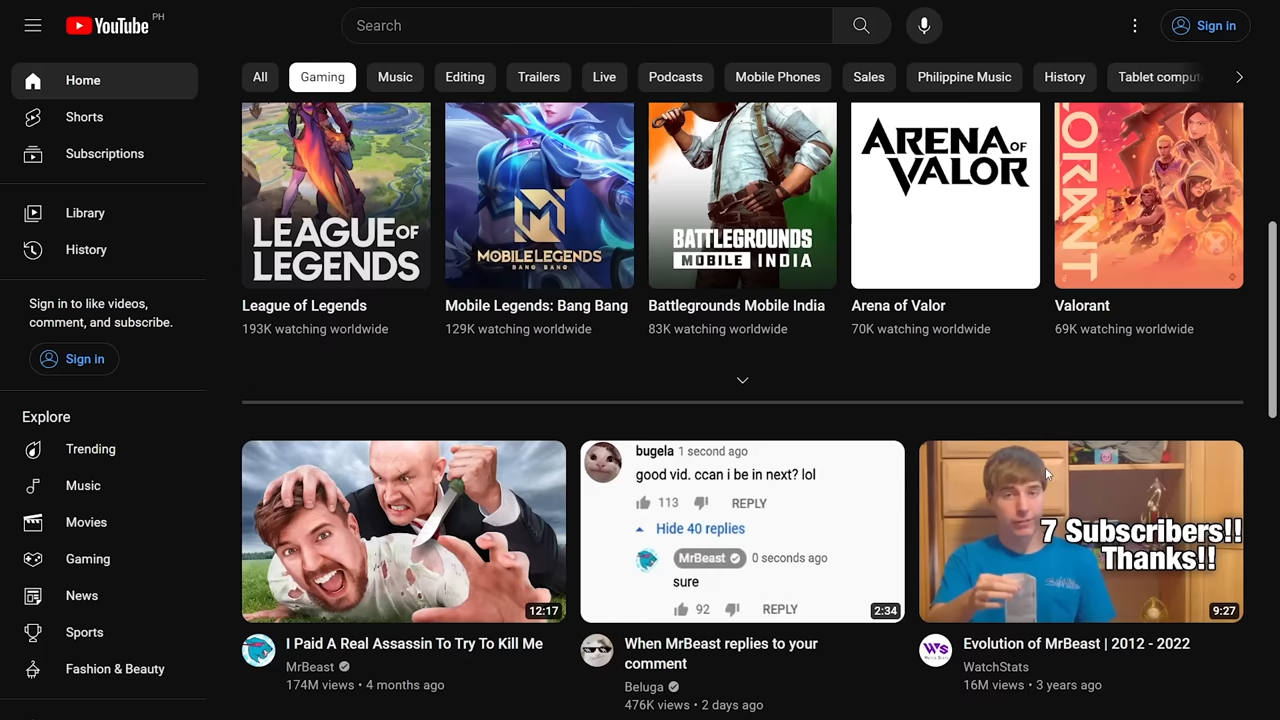 YouTube PH
Search
Sign in
Home
Shorts
Subscriptions
Library
History
Sign in to like videos,
comment, and subscribe.
Sign in
Explore
Trending
Music
Movies
Gaming
News
Sports
Fashion & Beauty
All Gaming Music Editing Trailers Live Podcasts Mobile Phones Sales Philippine Music History Tablet comput
LEAGUE OF
LEGENDS
League of Legends
193K watching worldwide
MOBILE LEGENDS
BANG BANG
Mobile Legends: Bang Bang
129K watching worldwide
BATTLEGROUNDS
MOBILE INDIA
Battlegrounds Mobile India
83K watching worldwide
ARENA OF
VALOR
Arena of Valor
70K watching worldwide
LORANT
Valorant
69K watching worldwide
12:17
I Paid A Real Assassin To Try To Kill Me
MrBeast
174M views • 4 months ago
bugela 1 second ago
good vid. ccan i be in next? lol
113 REPLY
Hide 40 replies
MrBeast 0 seconds ago
sure
92 REPLY
2:34
When MrBeast replies to your
comment
Beluga
476K views • 2 days ago
7 Subscribers!!
Thanks!!
9:27
WS
Evolution of MrBeast | 2012 - 2022
WatchStats
16M views • 3 years ago